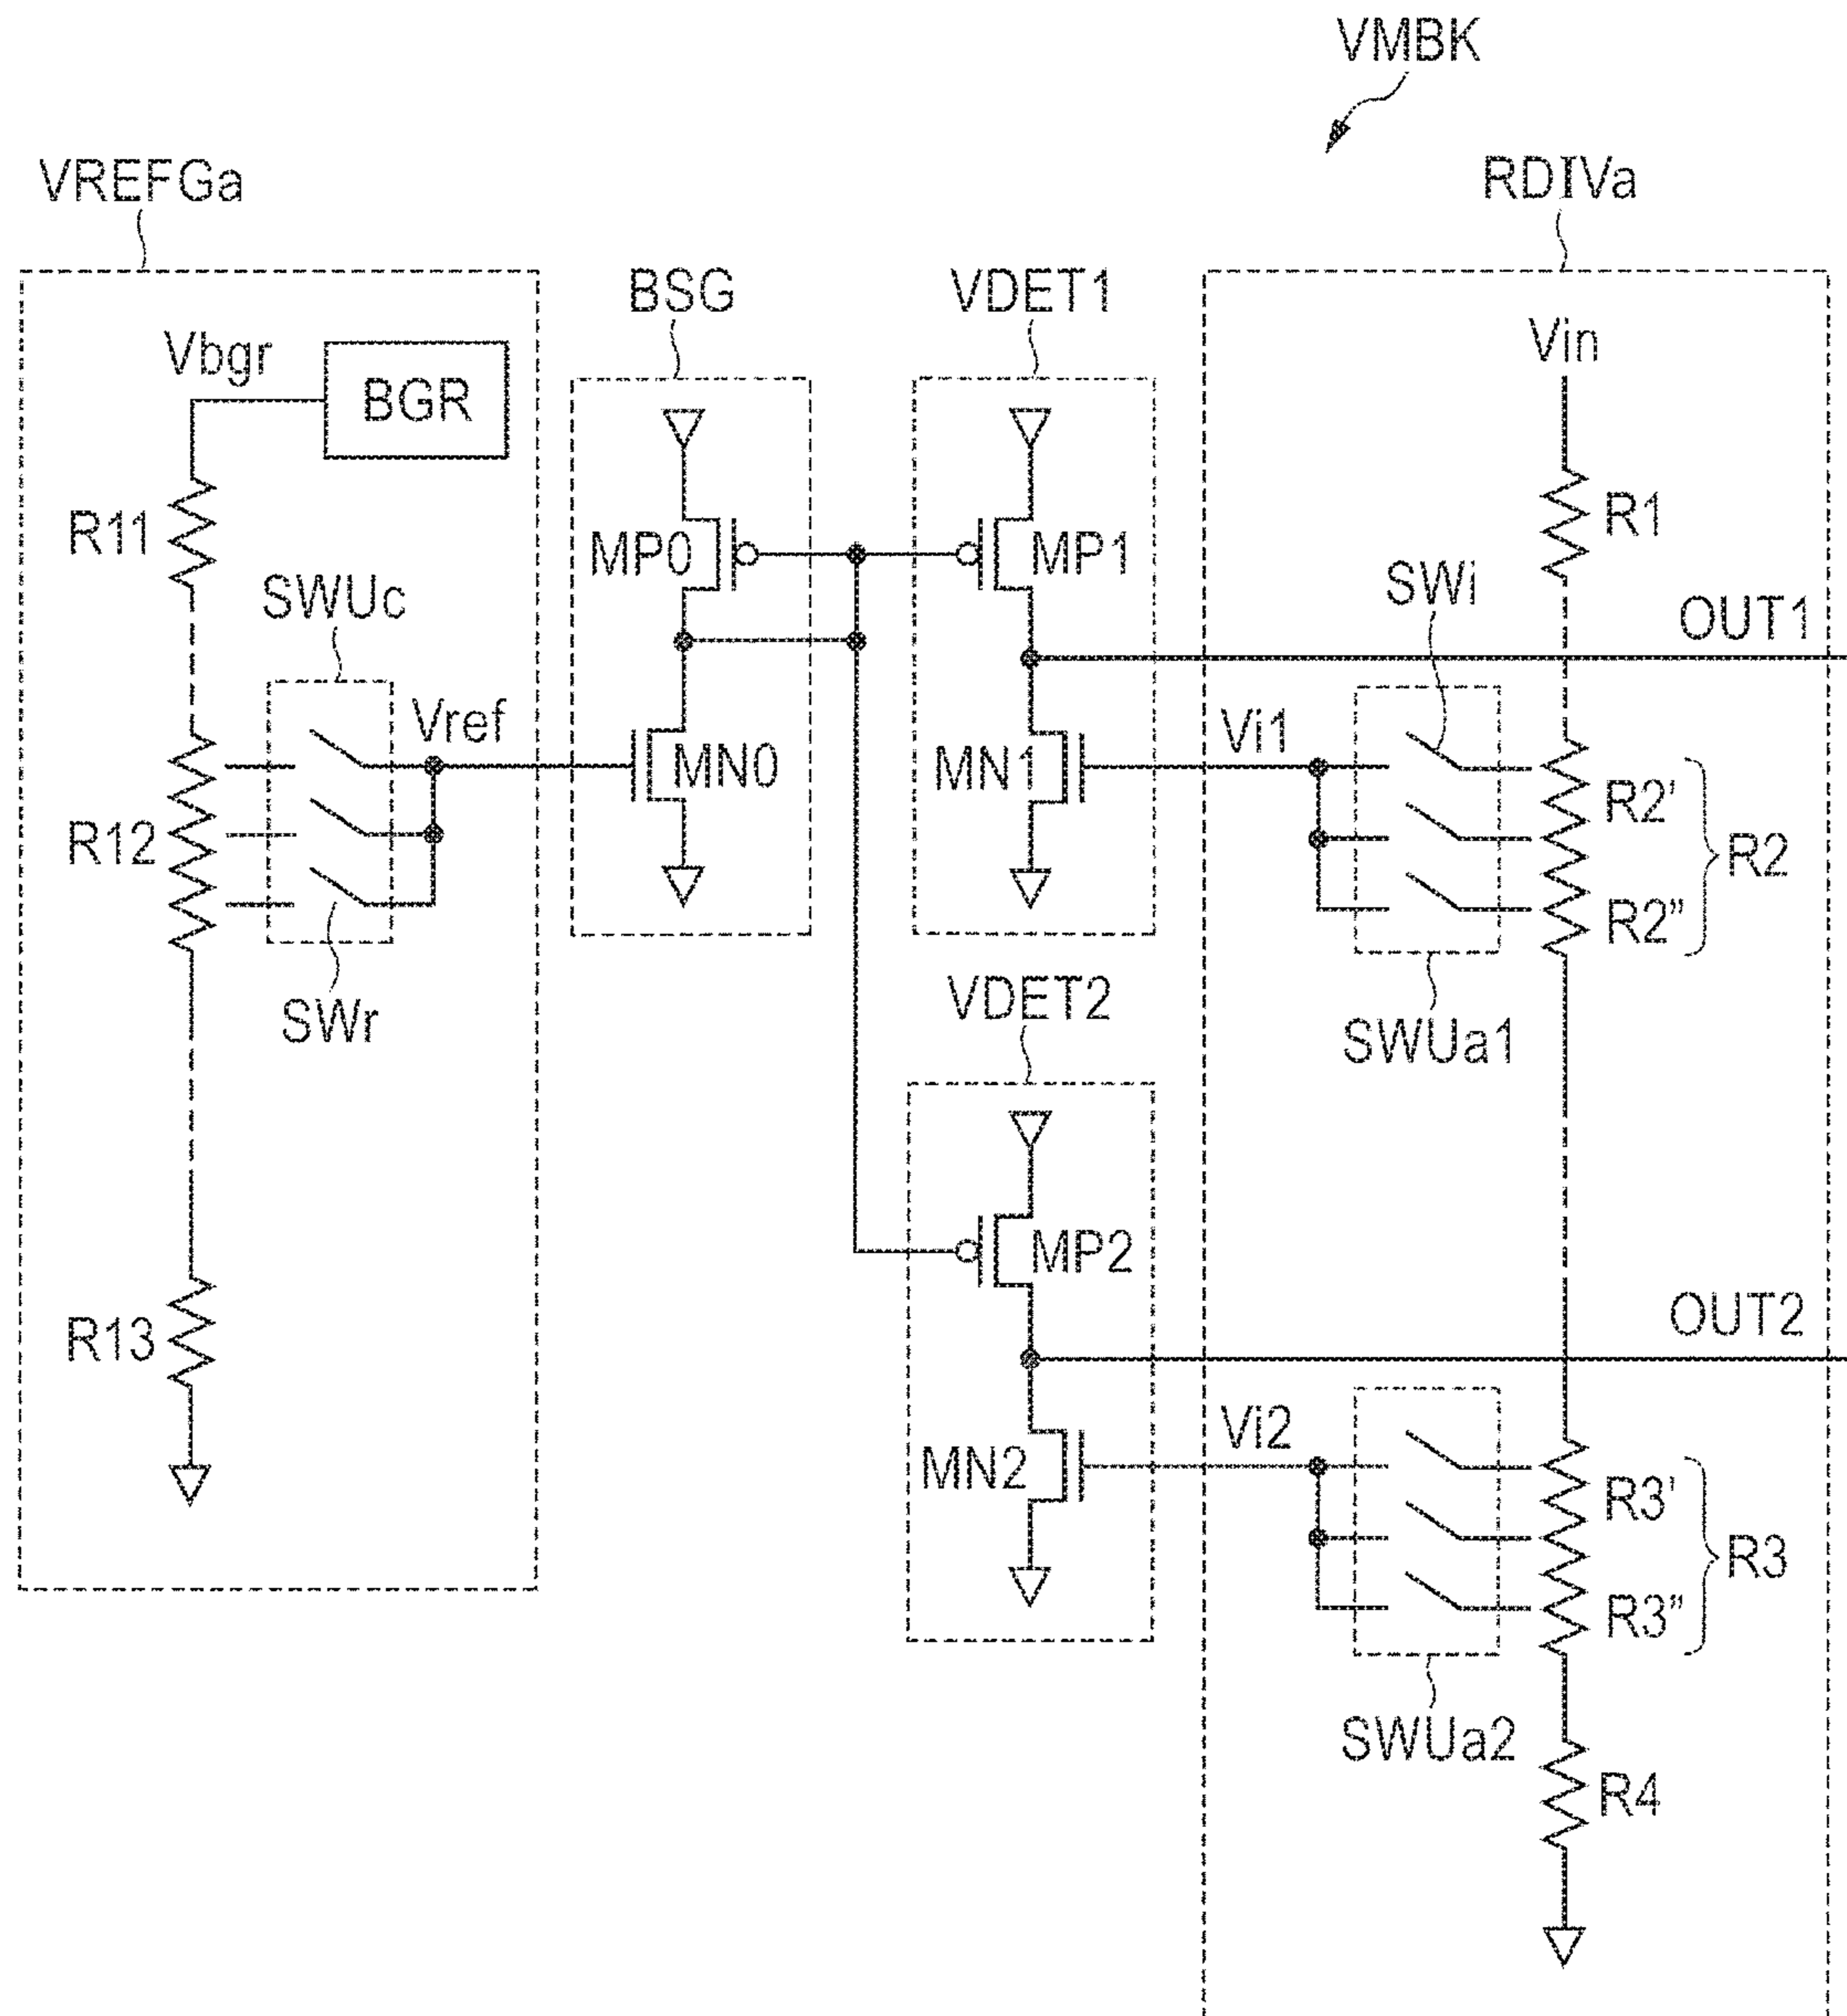 VMBK
VREFGa
RDIVa
BSG
VDET1
Vbgr
BGR
Vin
R11
MP0
MP1
R1
SWUc
SWi
OUT1
Vref
MN0
MN1
Vi1
R2'
R12
R2
R2"
SWr
VDET2
SWUa1
MP2
R13
OUT2
Vi2
MN2
R3'
R3
R3"
SWUa2
R4